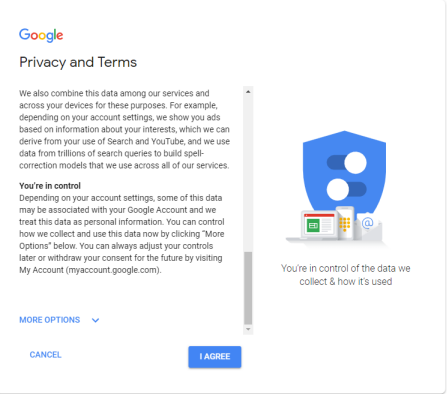 Google
Privacy and Terms
We also combine this data among our services and
across your devices for these purposes. For example,
depending on your account settings, we show you ads
based on information about your interests, which we can
derive from your use of Search and YouTube, and we use
data from trillions of search queries to build spell-
correction models that we use across all of our services.
You're in control
Depending on your account settings, some of this data
may be associated with your Google Account and we
treat this data as personal information. You can control
how we collect and use this data now by clicking "More
Options" below. You can always adjust your controls
later or withdraw your consent for the future by visiting
My Account (myaccount.google.com).
MORE OPTIONS
CANCEL
I AGREE
@
You're in control of the data we
collect & how it's used